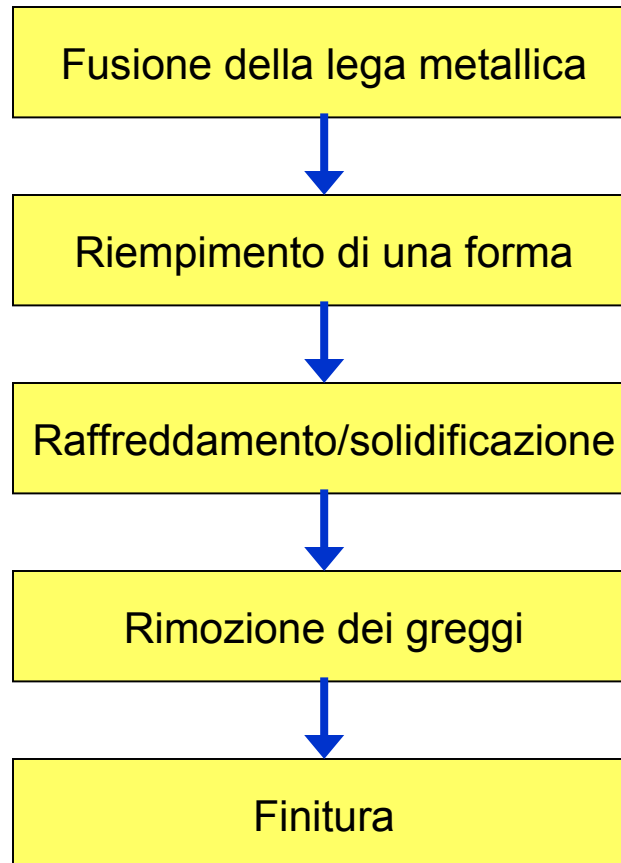 Fusione della lega metallica
Riempimento di una forma
Raffreddamento/solidificazione
Rimozione dei greggi
Finitura